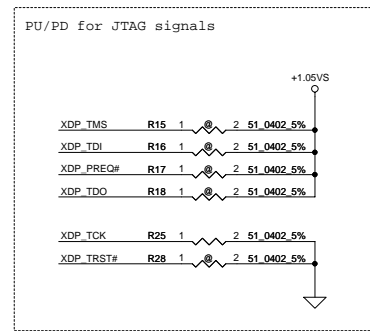 PU/PD for JTAG signals
+1.05VS
XDP_TMS R15 1 @ 2 51_0402_5%
XDP_TDI R16 1 @ 2 51_0402_5%
XDP_PREQ# R17 1 @ 2 51_0402_5%
XDP_TDO R18 1 @ 2 51_0402_5%
XDP_TCK R25 1 2 51_0402_5%
XDP_TRST# R28 1 @ 2 51_0402_5%